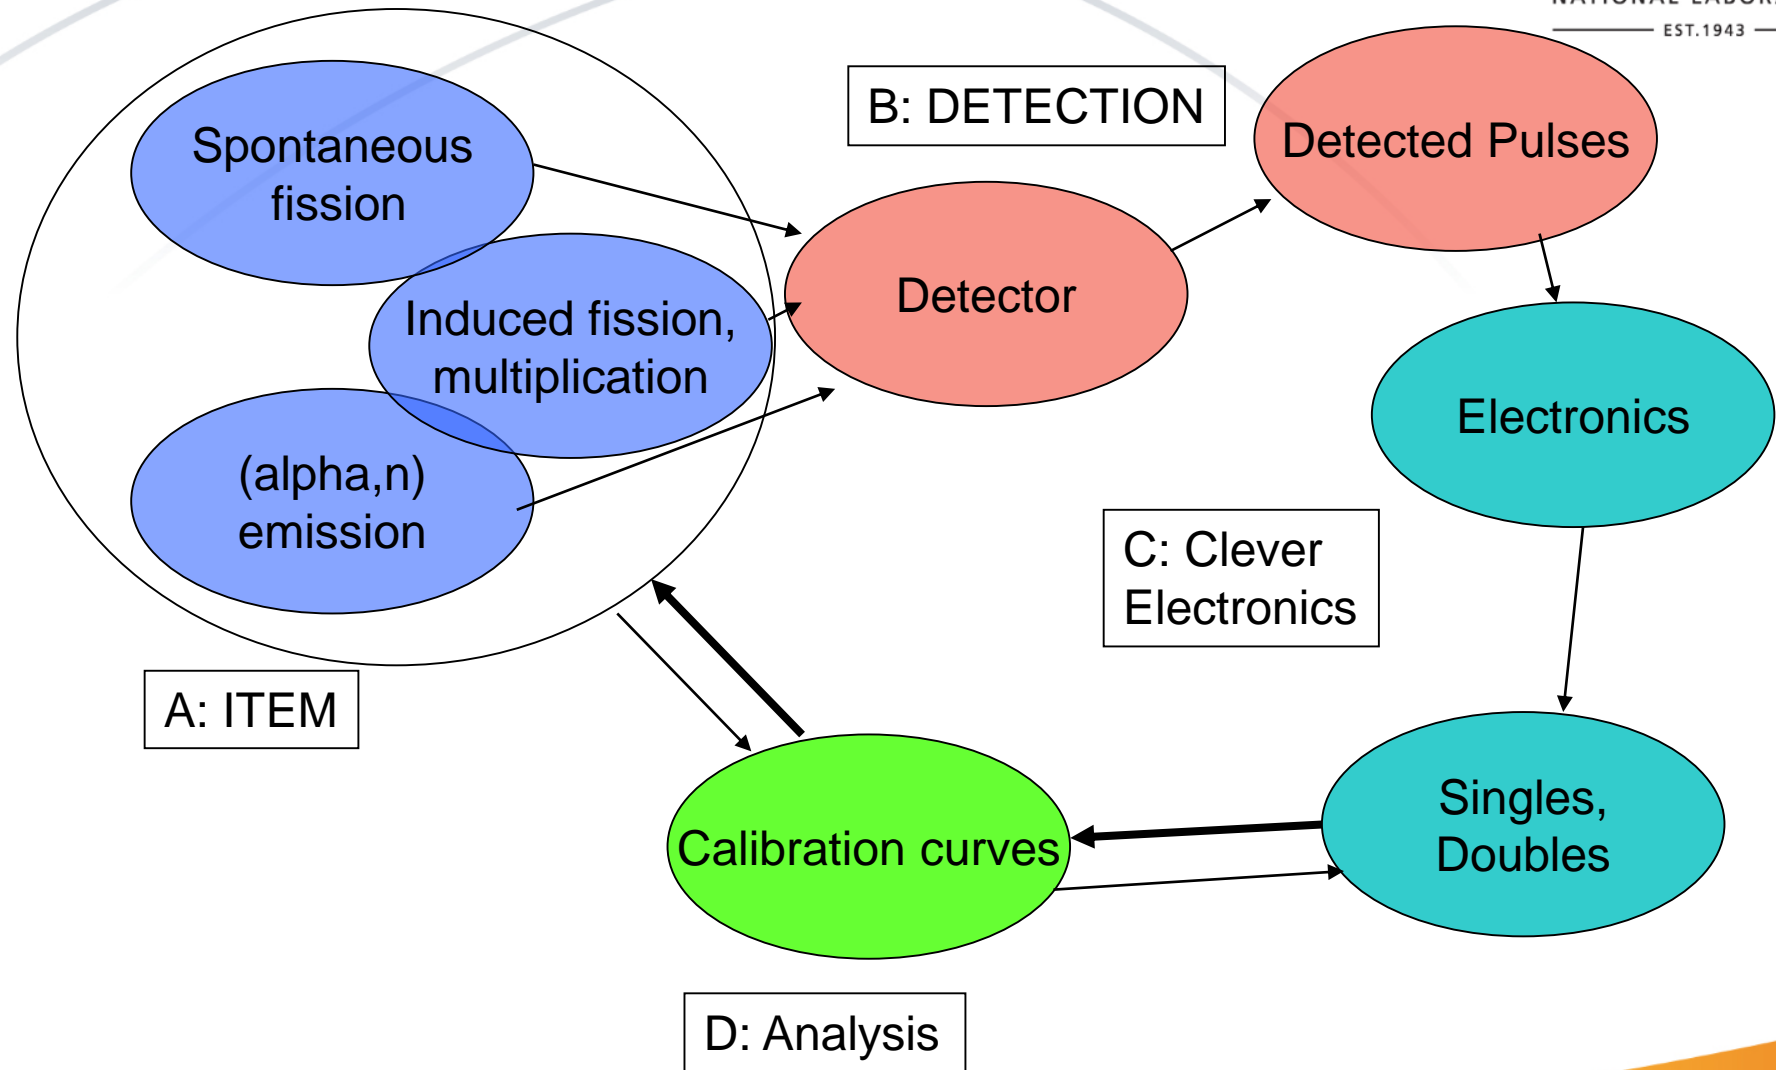 EST.1943
B: DETECTION
Detected Pulses
Spontaneous
fission
Detector
Induced fission,
multiplication
Electronics
(alpha,n)
emission
C: Clever
Electronics
A: ITEM
Singles,
Doubles
Calibration curves
D: Analysis